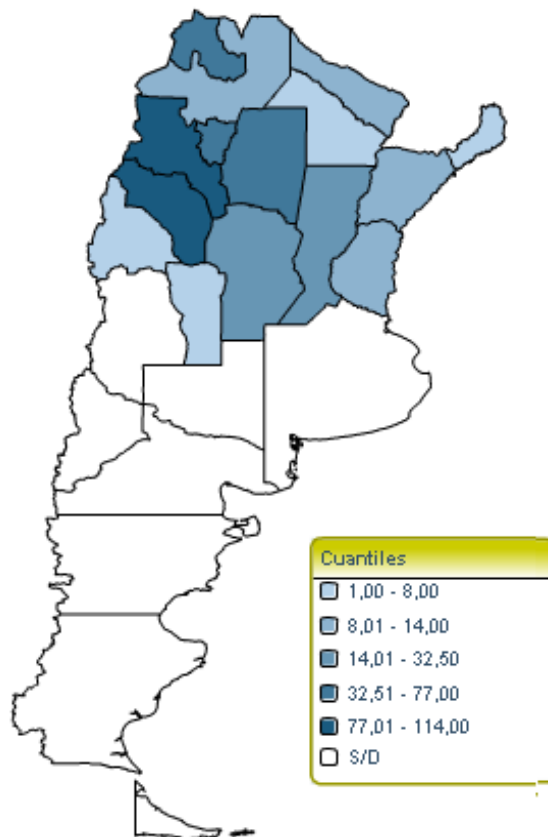 Cuantiles
1,00 - 8,00
8,01 - 14,00
14,01 - 32,50
32,51 - 77,00
77,01 - 114,00
S/D